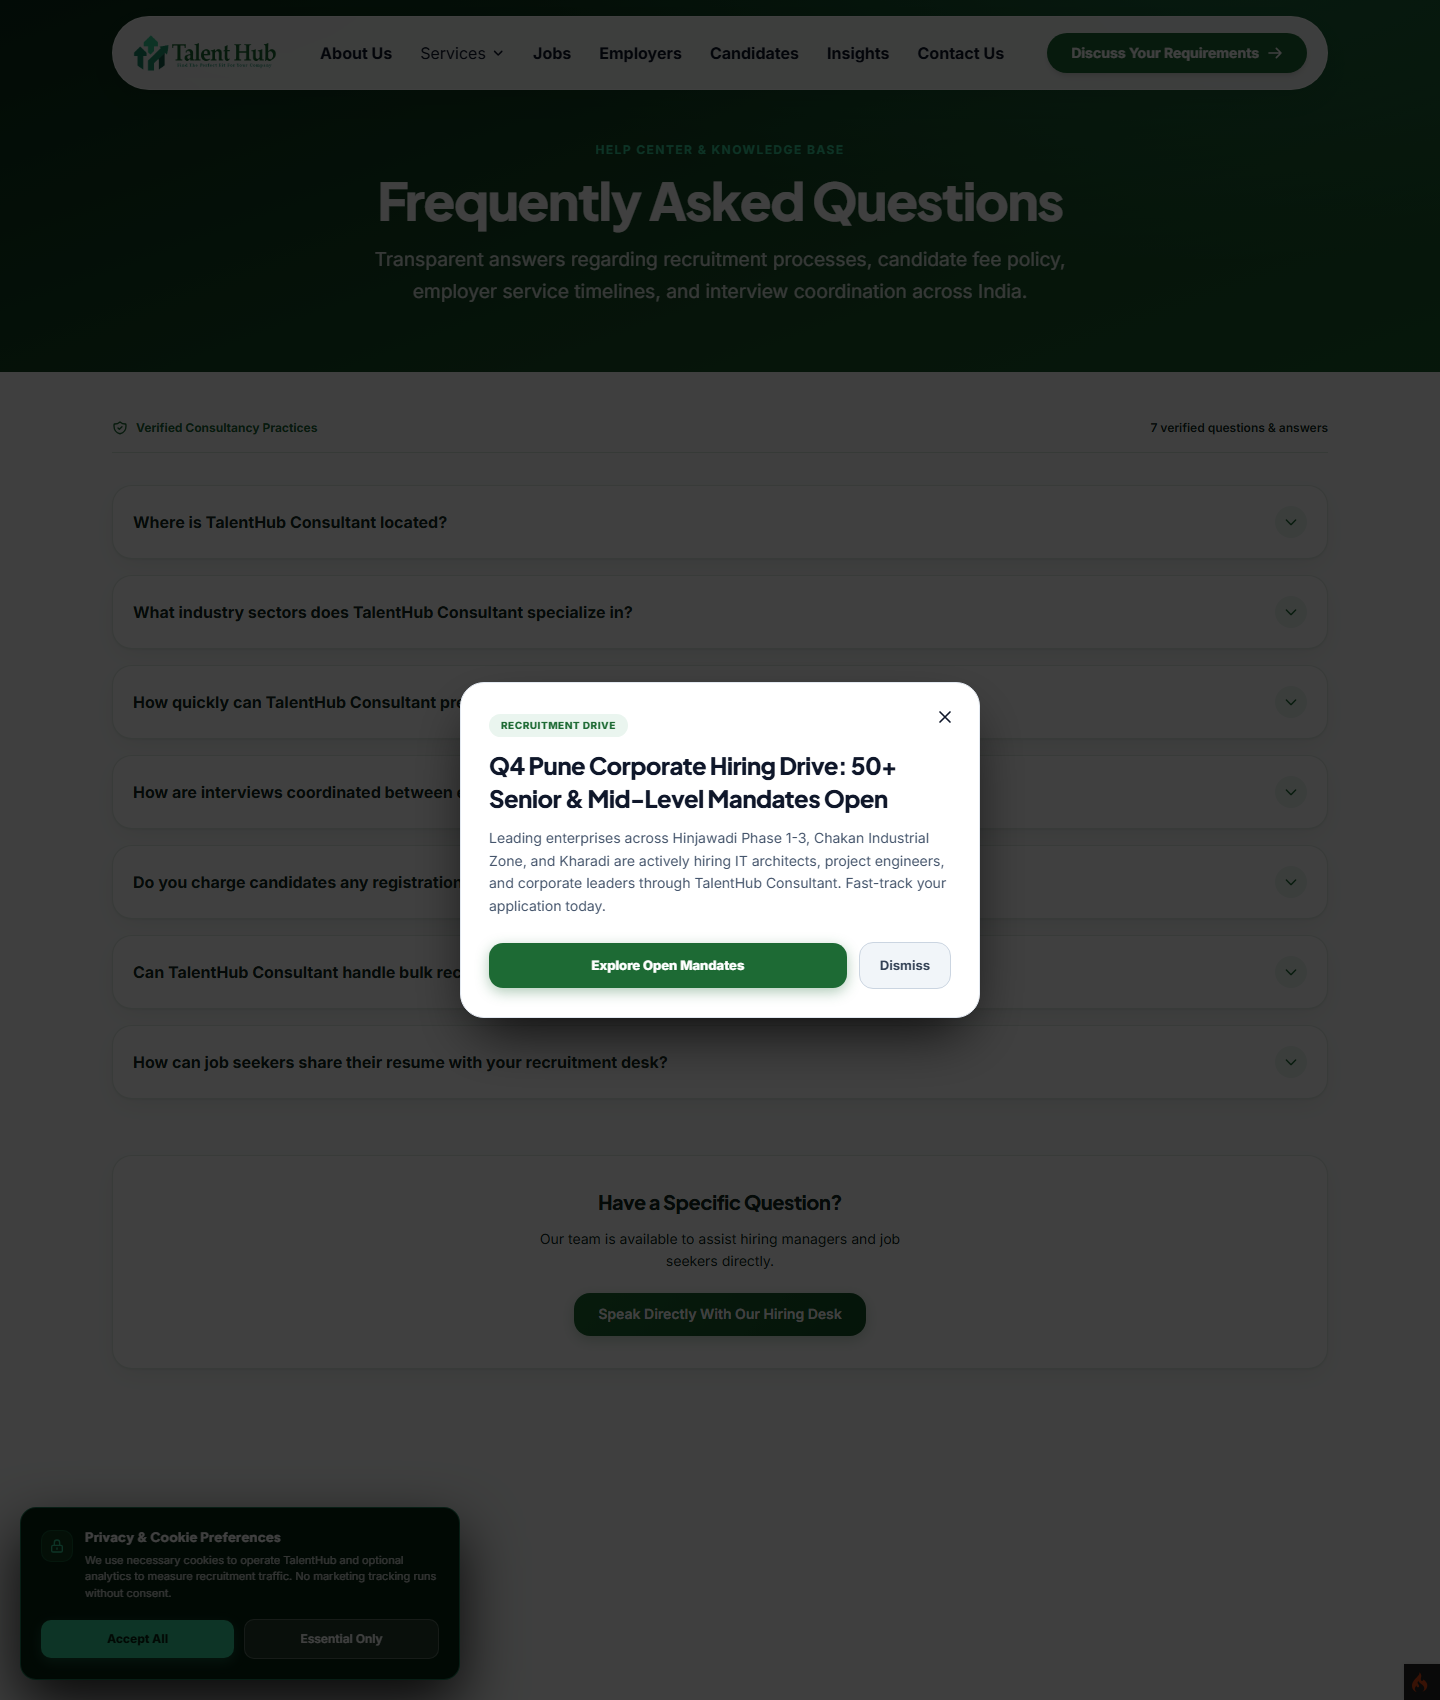 Talent Hub
About Us
Services
Jobs
Employers
Candidates
Insights
Contact Us
Discuss Your Requirements
HELP CENTER & KNOWLEDGE BASE
Frequently Asked Questions
Transparent answers regarding recruitment processes, candidate fee policy,
employer service timelines, and interview coordination across India.
Verified Consultancy Practices
7 verified questions & answers
Where is TalentHub Consultant located?
What industry sectors does TalentHub Consultant specialize in?
How quickly can TalentHub Consultant
How are interviews coordinated between
Do you charge candidates any registration
Can TalentHub Consultant handle bulk
How can job seekers share their resume with your recruitment desk?
RECRUITMENT DRIVE
Q4 Pune Corporate Hiring Drive: 50+
Senior & Mid-Level Mandates Open
Leading enterprises across Hinjawadi Phase 1-3, Chakan Industrial
Zone, and Kharadi are actively hiring IT architects, project engineers,
and corporate leaders through TalentHub Consultant. Fast-track your
application today.
Explore Open Mandates
Dismiss
Have a Specific Question?
Our team is available to assist hiring managers and job
seekers directly.
Speak Directly With Our Hiring Desk
Privacy & Cookie Preferences
We use necessary cookies to operate TalentHub and optional
analytics to measure recruitment traffic. No marketing tracking runs
without consent.
Accept All
Essential Only